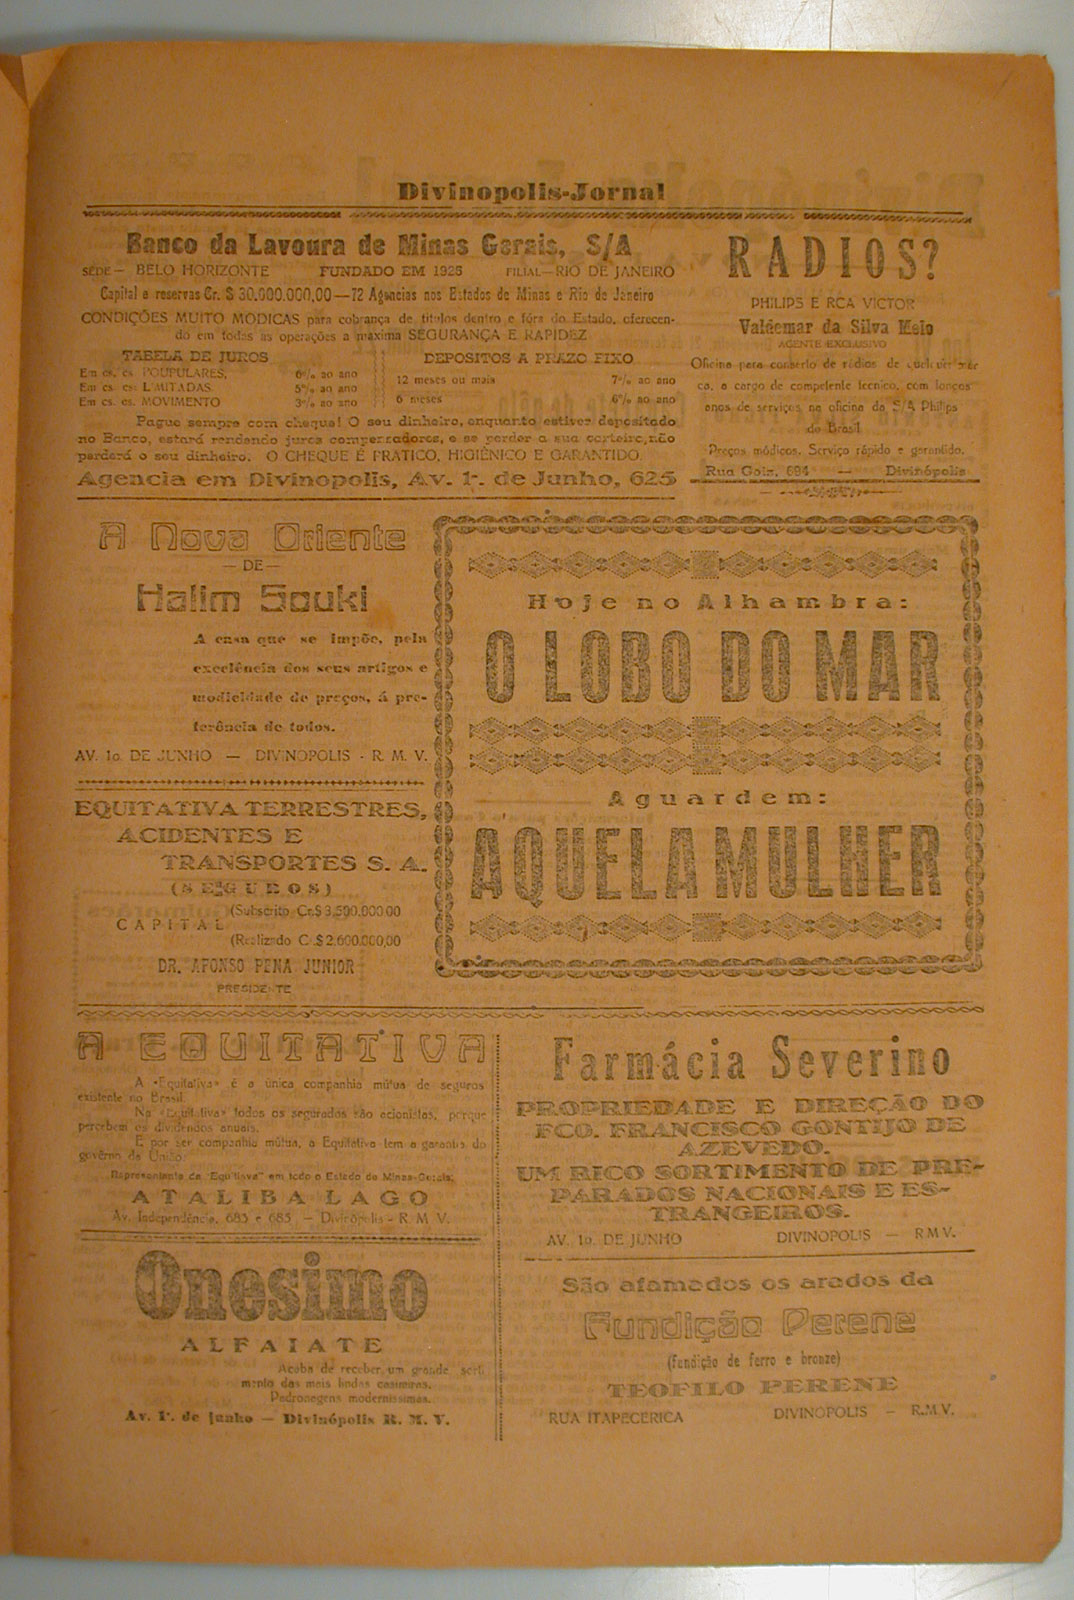 Divinopolis-Jornal
Banco da Lavoura de Minas Gerais, S/A
SEDE — BELO HORIZONTE FUNDADO EM 1925 FILIAL — RIO DE JANEIRO
Capital e reservas Cr. $ 30.000.000,00 — 72 Agencias nos Estados de Minas e Rio de Janeiro
CONDIÇÕES MUITO MODICAS para cobrança de titulos dentro e fóra do Estado, oferecen-
do em todas as operações a maxima SEGURANÇA E RAPIDEZ
TABELA DE JUROS
Em cs. cs. POUPULARES, 6% ao ano
Em cs. cs. LIMITADAS 5% ao ano
Em cs. cs. MOVIMENTO 3% ao ano
DEPOSITOS A PRAZO FIXO
12 meses ou mais 7% ao ano
6 meses 6% ao ano
Pague sempre com cheque! O seu dinheiro, enquanto estiver depositado
no Banco, estará rendendo juros compensadores, e se perder a sua carteira, não
perderá o seu dinheiro. O CHEQUE É PRATICO, HIGIÊNICO E GARANTIDO.
Agencia em Divinopolis, Av. 1º. de Junho, 625
RADIOS?
PHILIPS E RCA VICTOR
Valdemar da Silva Melo
AGENTE EXCLUSIVO
Oficina para conserto de rádios de qualquer mar
ca, a cargo de competente tecnico, com longos
anos de serviços, na oficina da S/A Philips
do Brasil
Preços módicos. Serviço rápido e garantido.
Rua Goiz, 694 — Divinópolis
A Nova Oriente
— DE —
Halim Souki
A casa que se impõe, pela
excelência dos seus artigos e
modicidade de preços, á pre-
ferência de todos.
AV. 1o. DE JUNHO — DIVINOPOLIS - R. M. V.
Hoje no Alhambra:
O LOBO DO MAR
Aguardem:
AQUELA MULHER
EQUITATIVA TERRESTRES,
ACIDENTES E
TRANSPORTES S. A.
(SEGUROS)
(Subscrito Cr.$ 3.500.000.00
CAPITAL
(Realizado C.$ 2.600.000,00
DR. AFONSO PENA JUNIOR
PRESIDENTE
A EQUITATIVA
A «Equitativa» é a única companhia mútua de seguros
existente no Brasil.
Na «Equitativa» todos os segurados são acionistas, porque
percebem os dividendos anuais.
E por ser companhia mútua, a Equitativa tem a garantia do
govêrno da União.
Representante da "Equitativa" em todo o Estado de Minas-Gerais:
ATALIBA LAGO
Av. Independência, 683 e 685 — Divinópolis - R. M. V.
Farmácia Severino
PROPRIEDADE E DIREÇÃO DO
FCO. FRANCISCO GONTIJO DE
AZEVEDO.
UM RICO SORTIMENTO DE PRE-
PARADOS NACIONAIS E ES-
TRANGEIROS.
AV. 1o. DE JUNHO DIVINOPOLIS — R M V.
Onesimo
ALFAIATE
Acaba de receber um grande sorti
mento das mais lindas casimiras.
Padronagens modernissimas.
Av. 1º. de junho — Divinópolis R. M. V.
São afamados os arados da
Fundição Perene
(fundição de ferro e bronze)
TEOFILO PERENE
RUA ITAPECERICA DIVINOPOLIS — R.M.V.